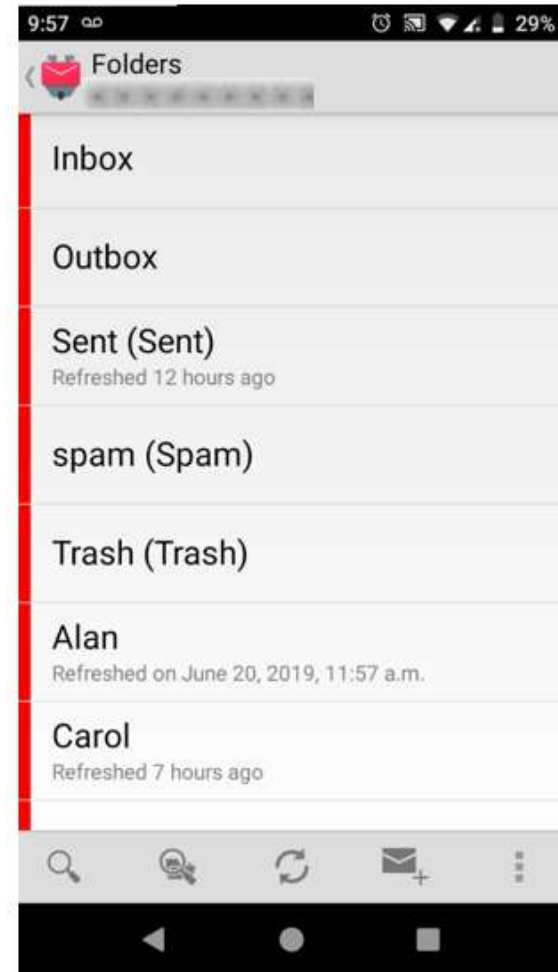 9:57 29%
Folders
Inbox
Outbox
Sent (Sent)
Refreshed 12 hours ago
spam (Spam)
Trash (Trash)
Alan
Refreshed on June 20, 2019, 11:57 a.m.
Carol
Refreshed 7 hours ago